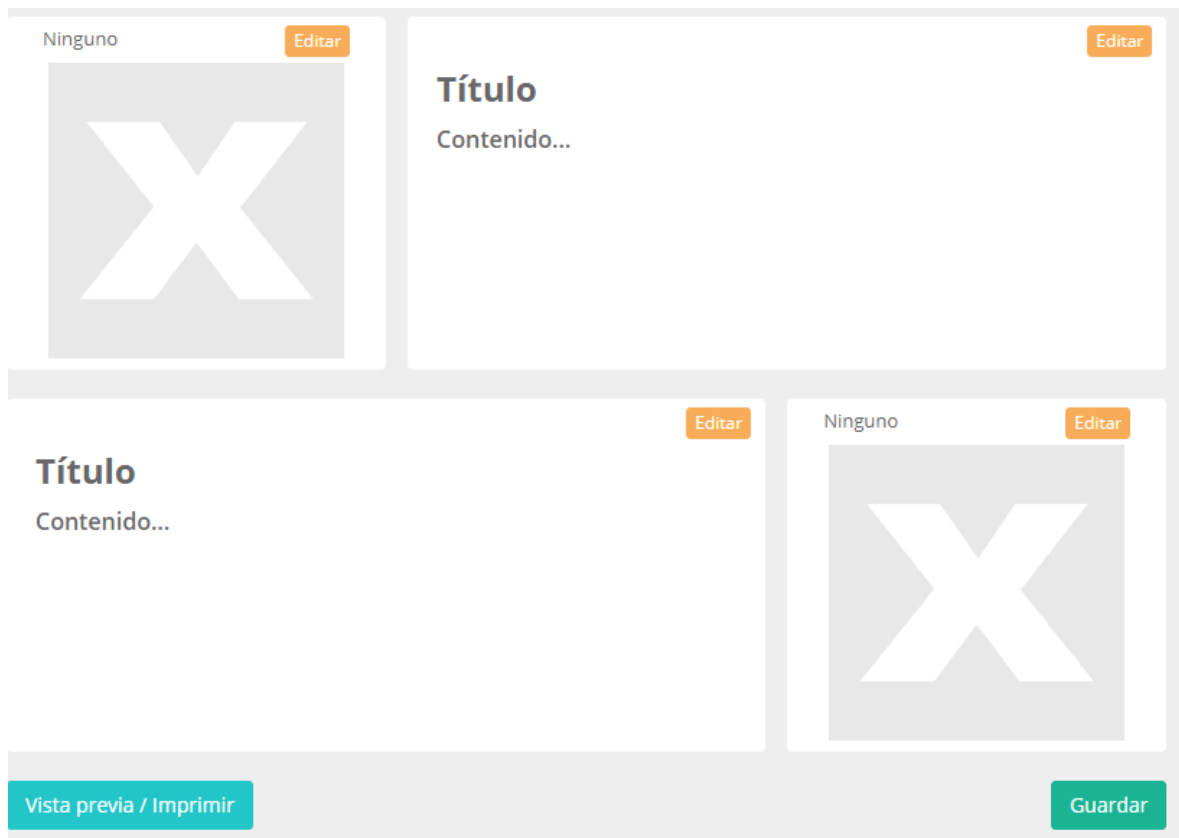 Ninguno
Editar
Editar
Título
Contenido...
Editar
Título
Contenido...
Ninguno
Editar
Vista previa / Imprimir
Guardar